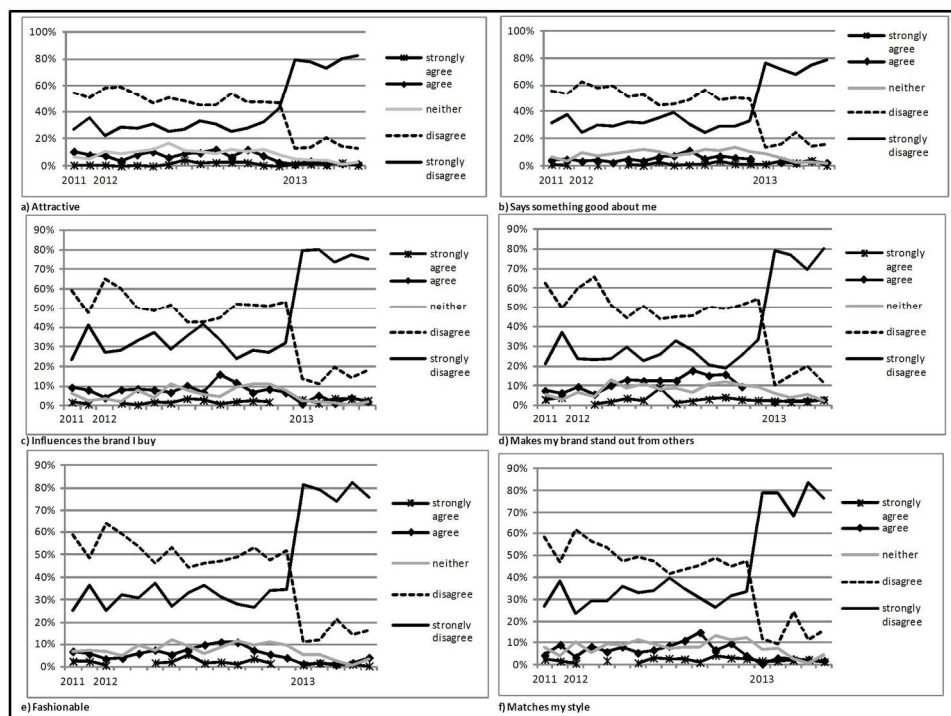 100%
80%
60%
40%
20%
0%
2011 2012 2013
strongly
agree
agree
neither
disagree
strongly
disagree
a) Attractive
100%
80%
60%
40%
20%
0%
2011 2012 2013
strongly
agree
agree
neither
disagree
strongly
disagree
b) Says something good about me
90%
80%
70%
60%
50%
40%
30%
20%
10%
0%
2011 2012 2013
strongly
agree
agree
neither
disagree
strongly
disagree
c) Influences the brand I buy
90%
80%
70%
60%
50%
40%
30%
20%
10%
0%
2011 2012 2013
strongly
agree
agree
neither
disagree
strongly
disagree
d) Makes my brand stand out from others
90%
80%
70%
60%
50%
40%
30%
20%
10%
0%
2011 2012 2013
strongly
agree
agree
neither
disagree
strongly
disagree
e) Fashionable
90%
80%
70%
60%
50%
40%
30%
20%
10%
0%
2011 2012 2013
strongly
agree
agree
neither
disagree
strongly
disagree
f) Matches my style